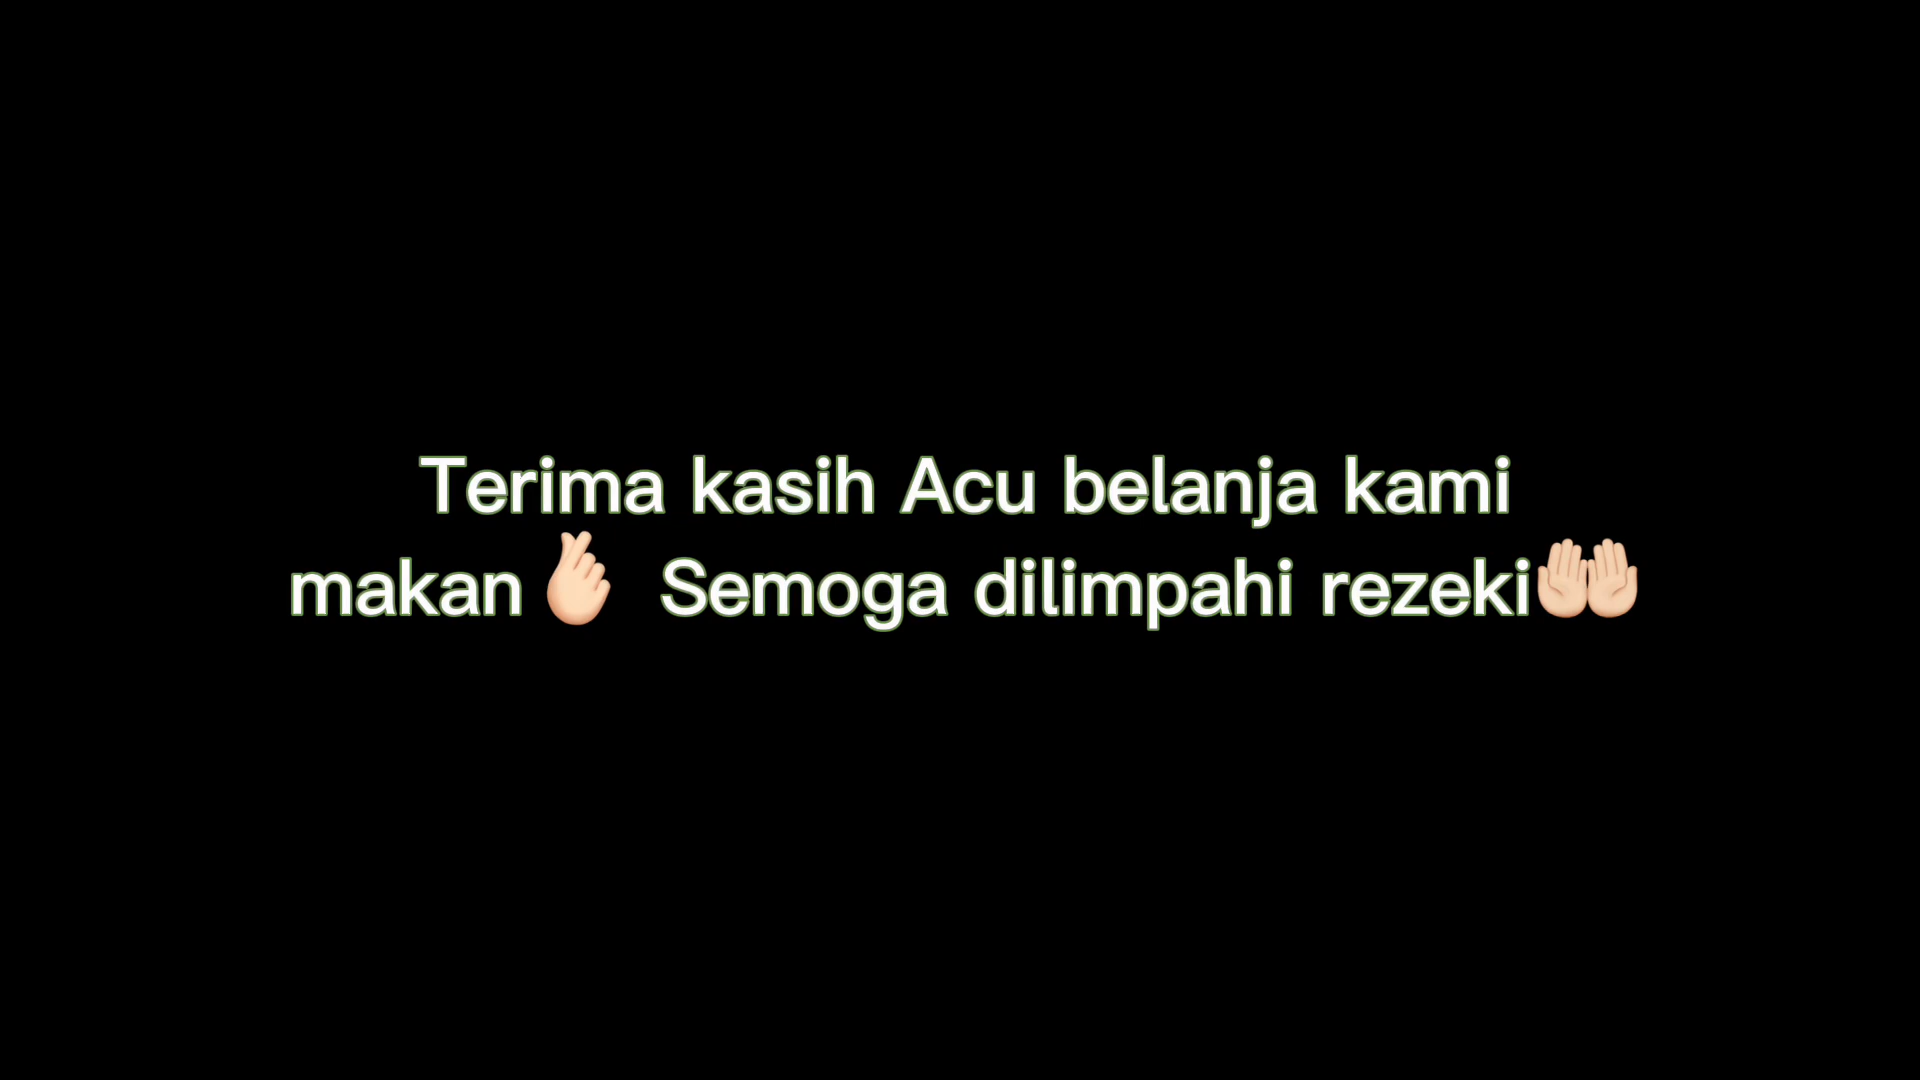 Terima kasih Acu belanja kami
makan🫰🏻 Semoga dilimpahi rezeki🤲🏻